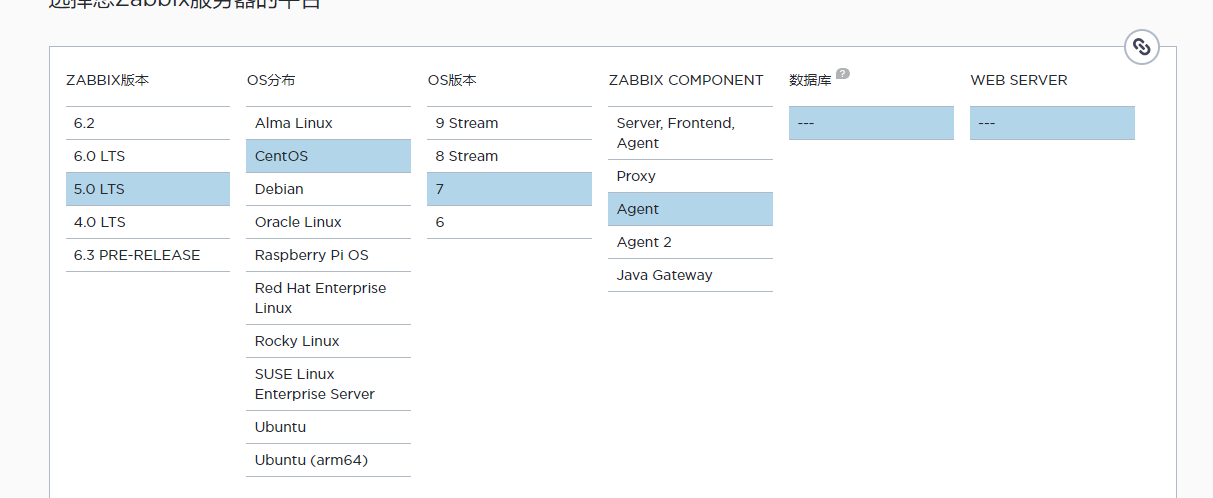 选择您Zabbix服务器的平台
ZABBIX版本
6.2
6.0 LTS
5.0 LTS
4.0 LTS
6.3 PRE-RELEASE
OS分布
Alma Linux
CentOS
Debian
Oracle Linux
Raspberry Pi OS
Red Hat Enterprise
Linux
Rocky Linux
SUSE Linux
Enterprise Server
Ubuntu
Ubuntu (arm64)
OS版本
9 Stream
8 Stream
7
6
ZABBIX COMPONENT
Server, Frontend,
Agent
Proxy
Agent
Agent 2
Java Gateway
数据库 ?
---
WEB SERVER
---